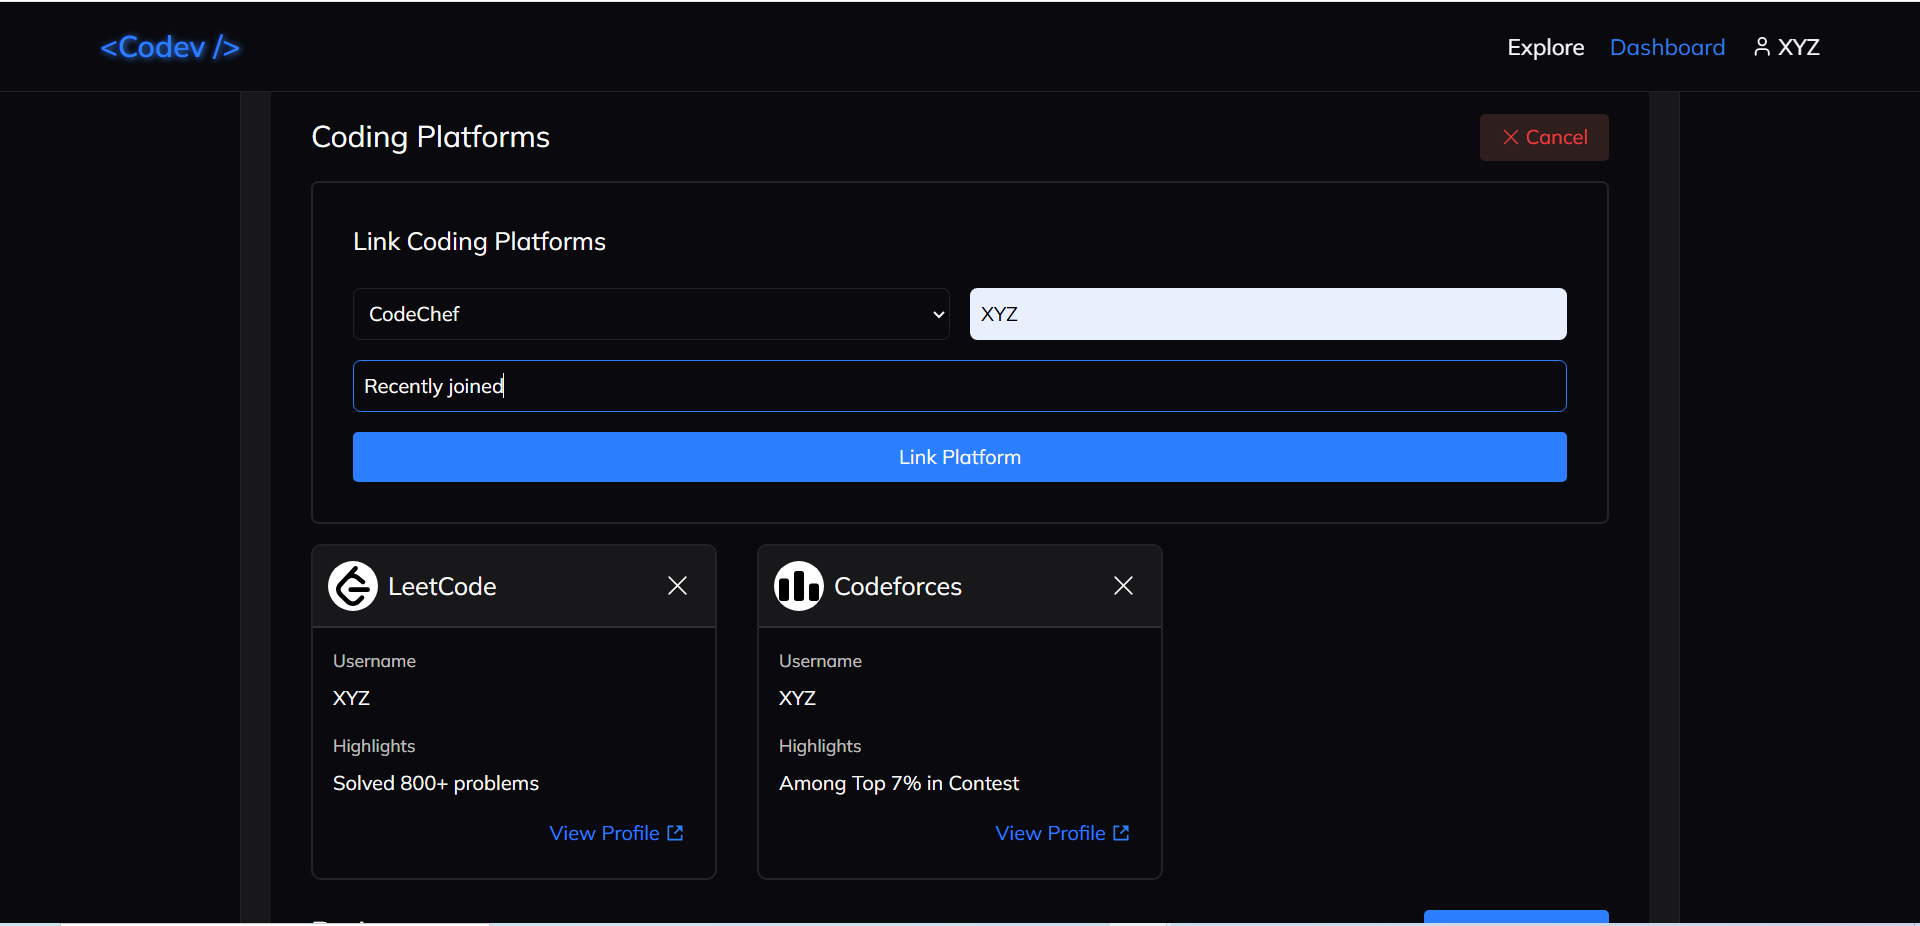 <Codev />
Explore Dashboard XYZ
Coding Platforms
Cancel
Link Coding Platforms
CodeChef
XYZ
Recently joined
Link Platform
LeetCode
Username
XYZ
Highlights
Solved 800+ problems
View Profile
Codeforces
Username
XYZ
Highlights
Among Top 7% in Contest
View Profile